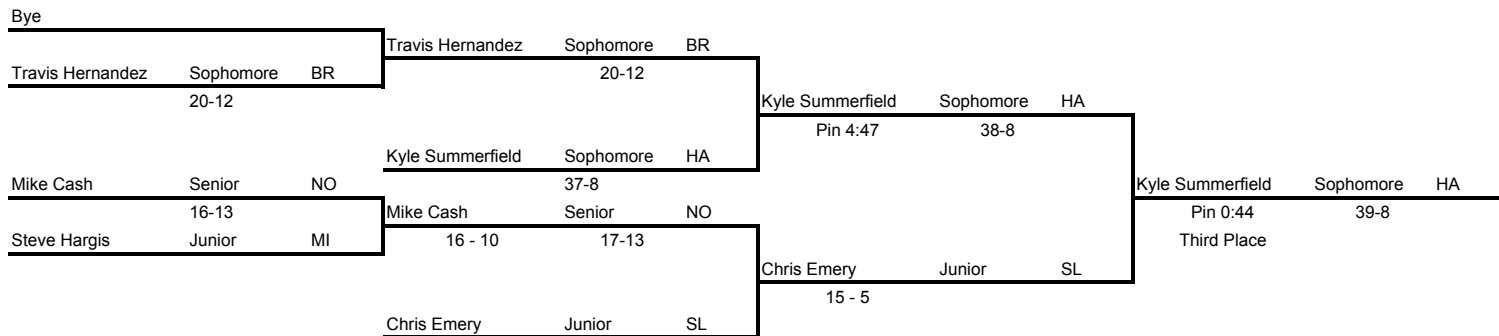 Bye
Travis Hernandez Sophomore BR
Travis Hernandez Sophomore BR
20-12
20-12
Kyle Summerfield Sophomore HA
Pin 4:47 38-8
Kyle Summerfield Sophomore HA
Mike Cash Senior NO
37-8
Kyle Summerfield Sophomore HA
16-13
Mike Cash Senior NO
Pin 0:44 39-8
Steve Hargis Junior MI
16 - 10 17-13
Third Place
Chris Emery Junior SL
15 - 5
Chris Emery Junior SL